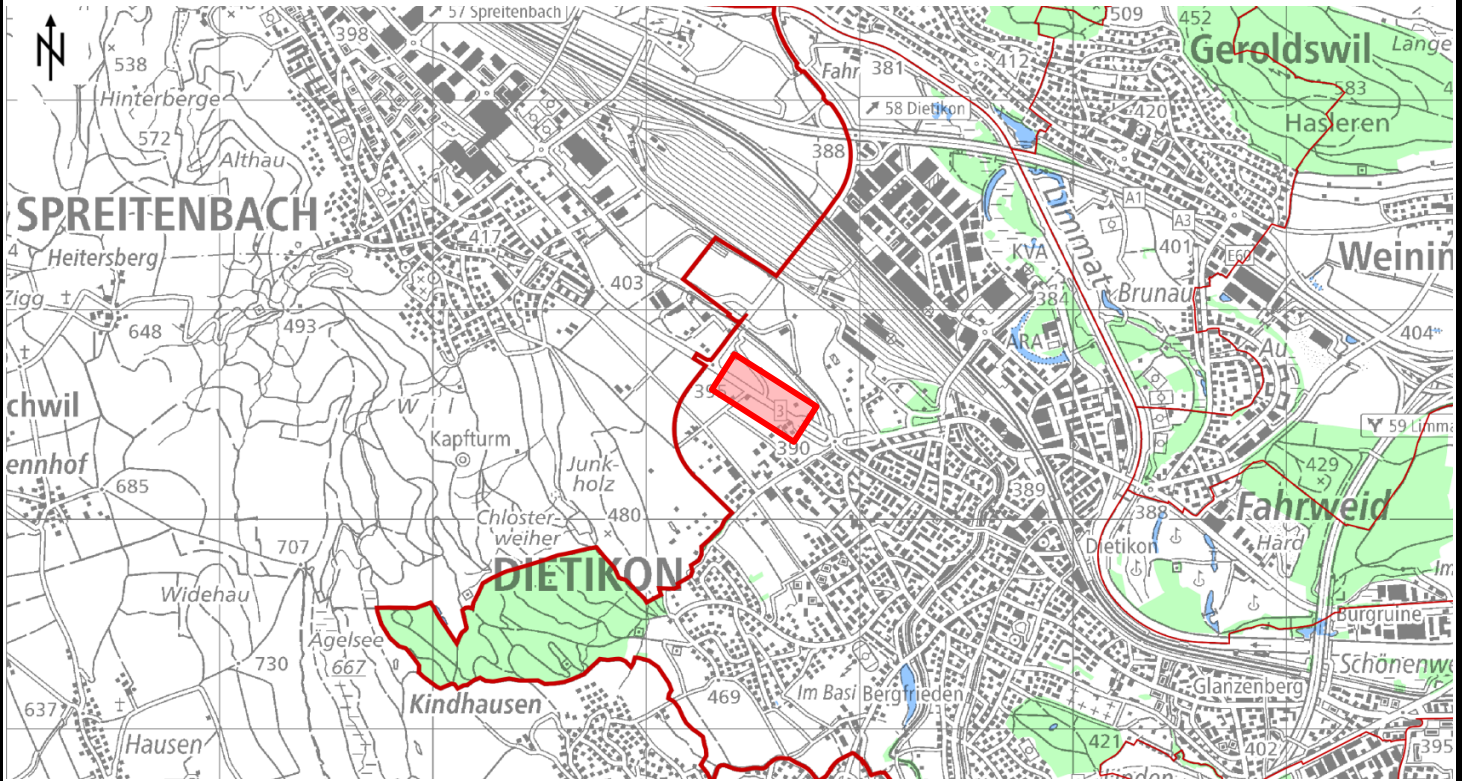 N
57 Spreitenbach
398
538
Hinterberge
572
Althau
SPREITENBACH
417
Heitersberg
Zigg
648
493
403
Fahr
381
58 Dietikon
388
412
509
452
Geroldswil
Länge
583
420
Hasleren
A1
A3
401
E60
Weinin
Limmat
KVA
384
Brunau
404
ARA
Au
59 Limma
chwil
ennhof
685
W i l
Kapfturm
Junk-
holz
3
390
429
389
388
Fahrweid
Hard
Dietikon
480
Chloster-
weiher
707
DIETIKON
Widehau
Ägelsee
667
730
Kindhausen
637
Hausen
469
Im Basi
Bergfrieden
Glanzenberg
Burgruine
Schönenwe
Im
421
402
395